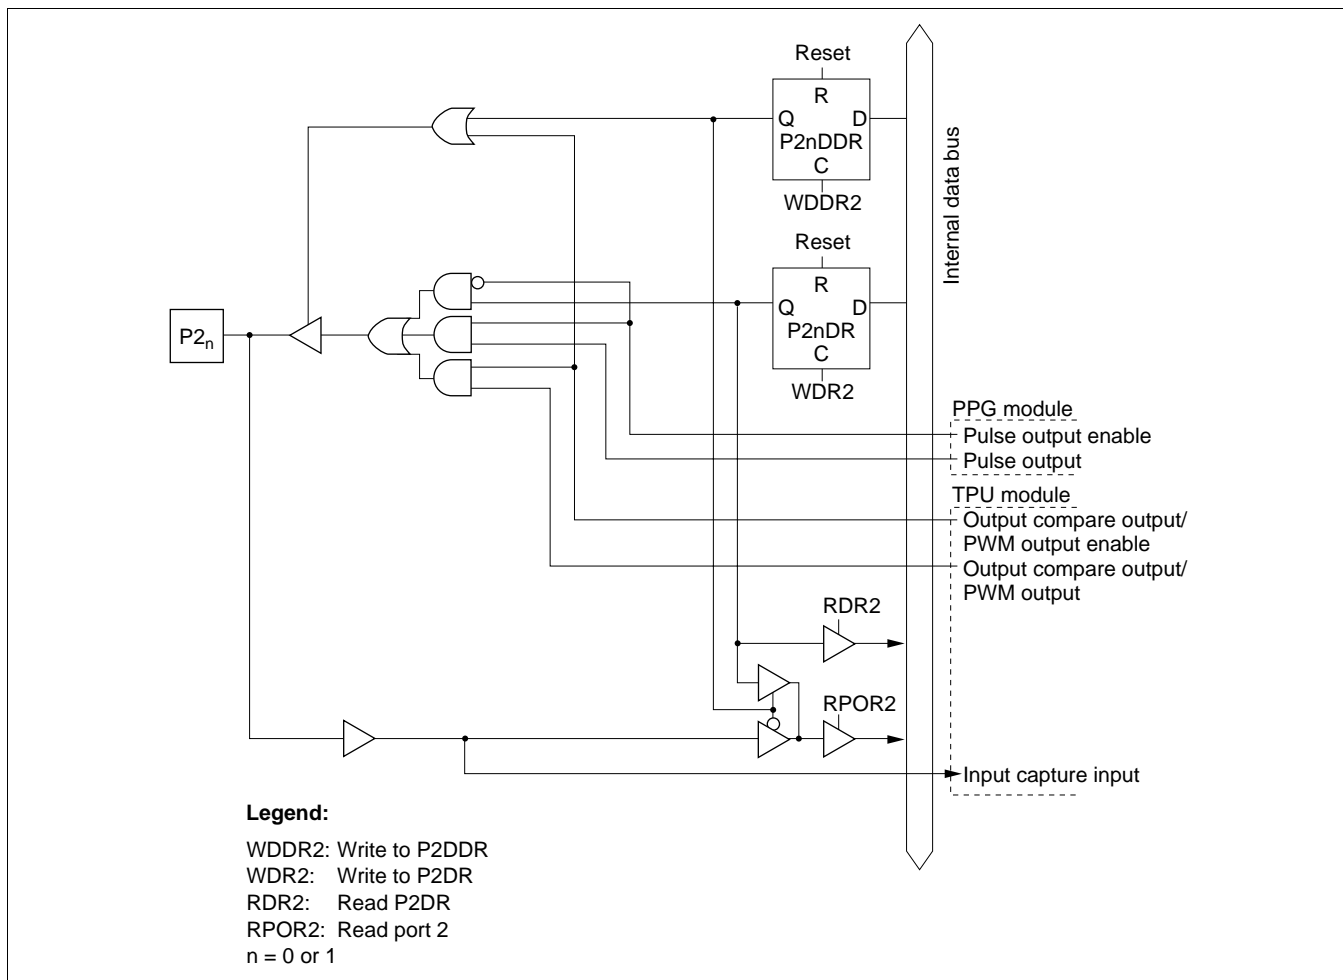 Reset
R
Q D
P2nDDR
C
WDDR2
Reset
R
Q D
P2nDR
C
WDR2
Internal data bus
P2n
PPG module
Pulse output enable
Pulse output
TPU module
Output compare output/
PWM output enable
Output compare output/
PWM output
RDR2
RPOR2
Input capture input
Legend:
WDDR2: Write to P2DDR
WDR2: Write to P2DR
RDR2: Read P2DR
RPOR2: Read port 2
n = 0 or 1